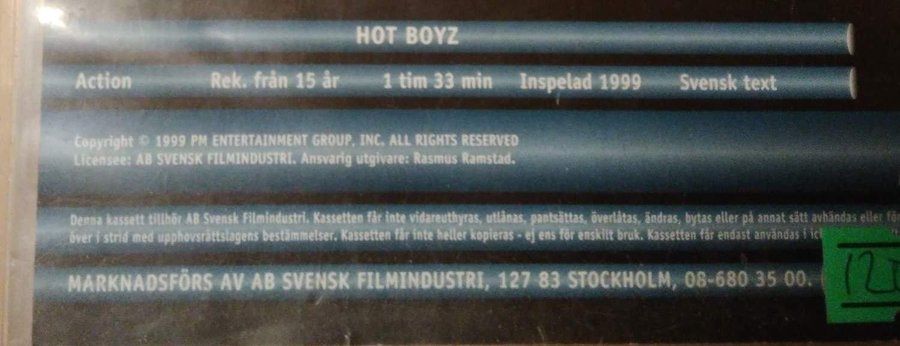 HOT BOYZ
Action Rek. från 15 år 1 tim 33 min Inspelad 1999 Svensk text
Copyright © 1999 PM ENTERTAINMENT GROUP, INC. ALL RIGHTS RESERVED
Licensee: AB SVENSK FILMINDUSTRI. Ansvarig utgivare: Rasmus Ramstad.
Denna kassett tillhör AB Svensk Filmindustri. Kassetten får inte vidareuthyras, utlånas, pantsättas, överlåtas, ändras, bytas eller på annat sätt avhändas eller
över i strid med upphovsrättslagens bestämmelser. Kassetten får inte heller kopieras - ej ens för enskilt bruk. Kassetten får endast användas i
MARKNADSFÖRS AV AB SVENSK FILMINDUSTRI, 127 83 STOCKHOLM, 08-680 35 00.